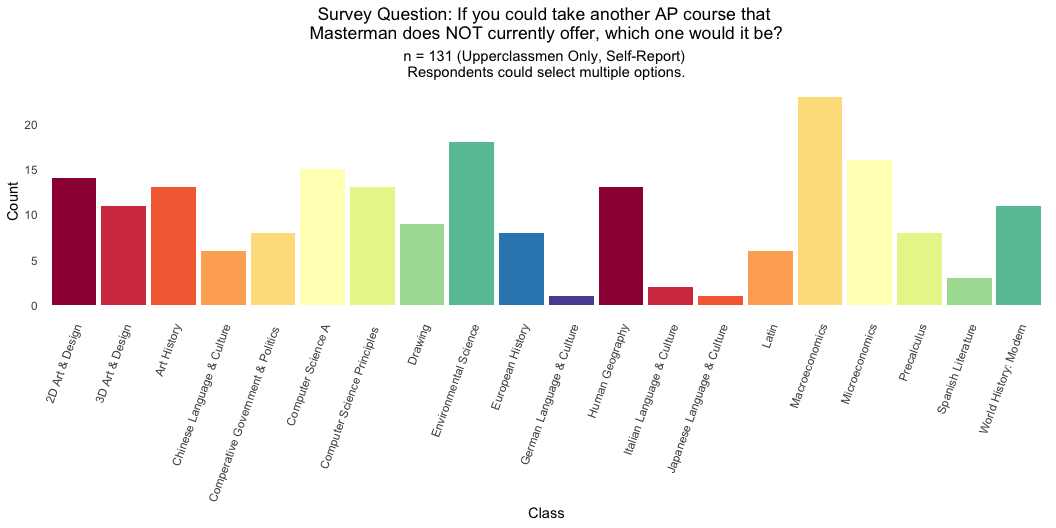 Survey Question: If you could take another AP course that
Masterman does NOT currently offer, which one would it be?
n = 131 (Upperclassmen Only, Self-Report)
Respondents could select multiple options.
Count
20
15
10
5
0
2D Art & Design
3D Art & Design
Art History
Chinese Language & Culture
Comperative Government & Politics
Computer Science A
Computer Science Principles
Drawing
Environmental Science
European History
German Language & Culture
Human Geography
Italian Language & Culture
Japanese Language & Culture
Latin
Macroeconomics
Microeconomics
Precalculus
Spanish Literature
World History: Modern
Class